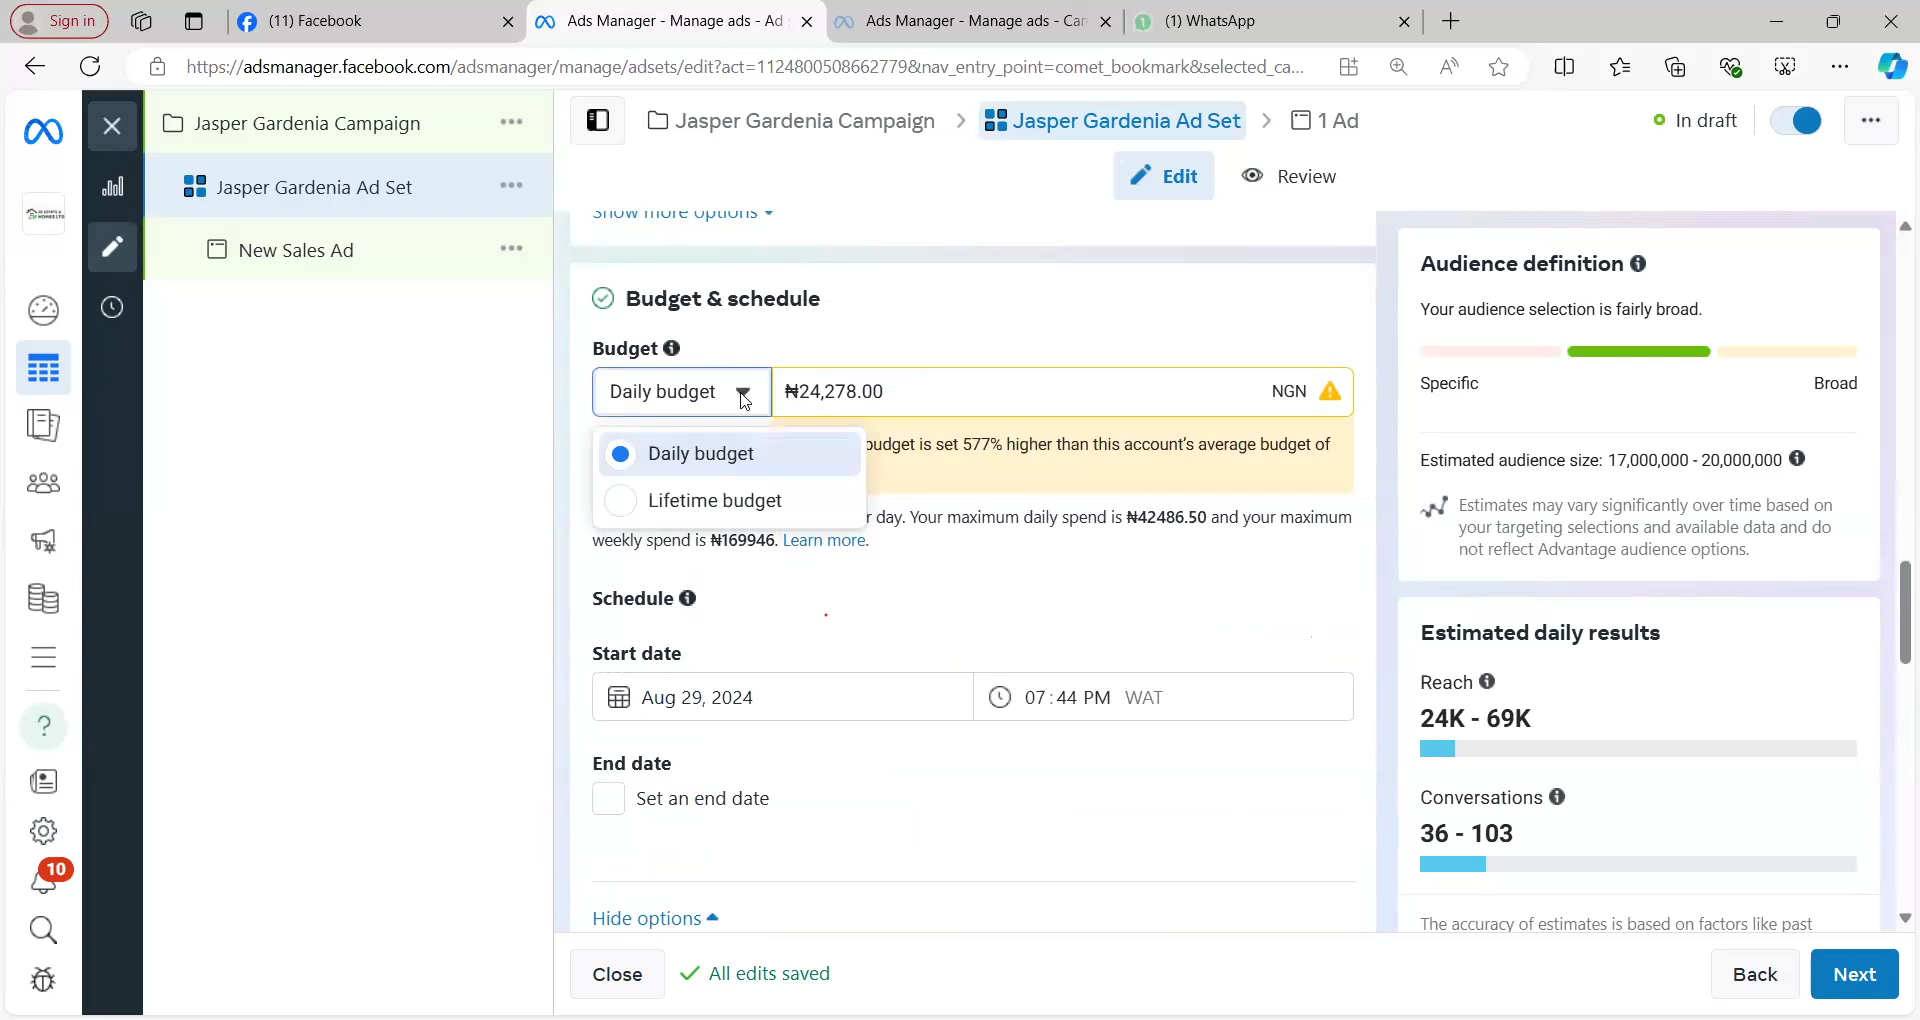 Sign in
(11) Facebook
Ads Manager - Manage ads - Ad
Ads Manager - Manage ads - Can
(1) WhatsApp
https://adsmanager.facebook.com/adsmanager/manage/adsets/edit?act=1124800508662779&nav_entry_point=comet_bookmark&selected_ca...
Jasper Gardenia Campaign
Jasper Gardenia Ad Set
New Sales Ad
Jasper Gardenia Campaign
Jasper Gardenia Ad Set
1 Ad
In draft
Edit
Review
Show more options
Budget & schedule
Budget
Daily budget
₦24,278.00
NGN
Daily budget
Lifetime budget
budget is set 577% higher than this account's average budget of
r day. Your maximum daily spend is ₦42486.50 and your maximum
weekly spend is ₦169946. Learn more.
Schedule
Start date
Aug 29, 2024
07:44 PM WAT
End date
Set an end date
Hide options
Close
All edits saved
Back
Next
Audience definition
Your audience selection is fairly broad.
Specific
Broad
Estimated audience size: 17,000,000 - 20,000,000
Estimates may vary significantly over time based on
your targeting selections and available data and do
not reflect Advantage audience options.
Estimated daily results
Reach
24K - 69K
Conversations
36 - 103
The accuracy of estimates is based on factors like past
10